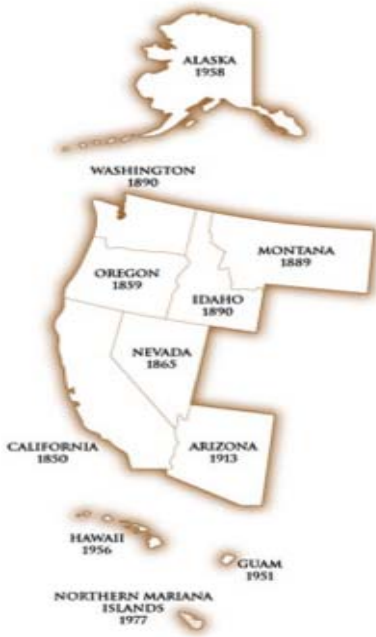 ALASKA
1958
WASHINGTON
1890
MONTANA
1889
OREGON
1859
IDAHO
1890
NEVADA
1865
CALIFORNIA
1850
ARIZONA
1913
HAWAII
1956
GUAM
1951
NORTHERN MARIANA
ISLANDS
1977